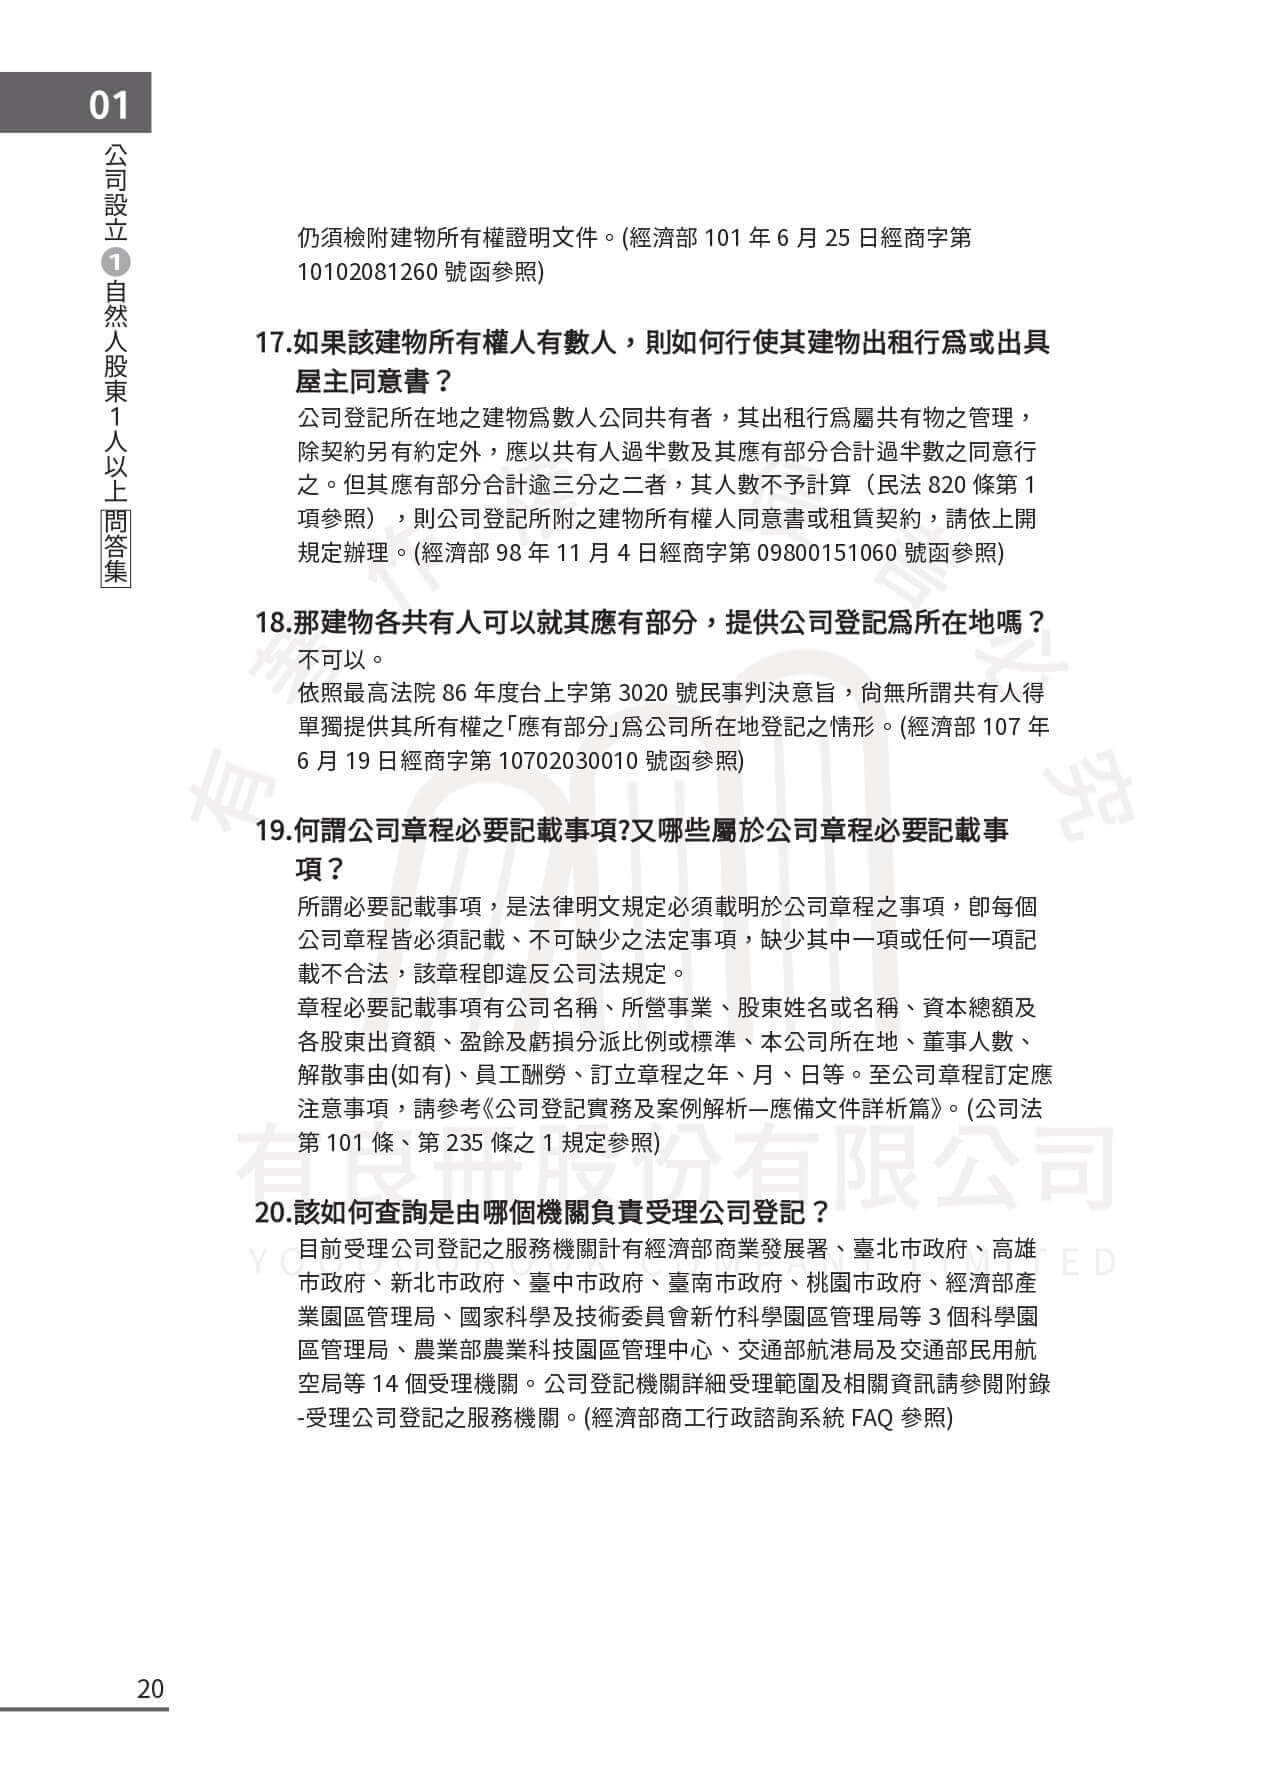 01
公司設立1自然人股東1人以上問答集
仍須檢附建物所有權證明文件。(經濟部 101 年 6 月 25 日經商字第
10102081260 號函參照)
17.如果該建物所有權人有數人，則如何行使其建物出租行爲或出具
屋主同意書？
公司登記所在地之建物爲數人公同共有者，其出租行爲屬共有物之管理，
除契約另有約定外，應以共有人過半數及其應有部分合計過半數之同意行
之。但其應有部分合計逾三分之二者，其人數不予計算（民法 820 條第 1
項參照），則公司登記所附之建物所有權人同意書或租賃契約，請依上開
規定辦理。(經濟部 98 年 11 月 4 日經商字第 09800151060 號函參照)
18.那建物各共有人可以就其應有部分，提供公司登記爲所在地嗎？
不可以。
依照最高法院 86 年度台上字第 3020 號民事判決意旨，尙無所謂共有人得
單獨提供其所有權之「應有部分」爲公司所在地登記之情形。(經濟部 107 年
6 月 19 日經商字第 10702030010 號函參照)
19.何謂公司章程必要記載事項?又哪些屬於公司章程必要記載事
項？
所謂必要記載事項，是法律明文規定必須載明於公司章程之事項，卽每個
公司章程皆必須記載、不可缺少之法定事項，缺少其中一項或任何一項記
載不合法，該章程卽違反公司法規定。
章程必要記載事項有公司名稱、所營事業、股東姓名或名稱、資本總額及
各股東出資額、盈餘及虧損分派比例或標準、本公司所在地、董事人數、
解散事由(如有)、員工酬勞、訂立章程之年、月、日等。至公司章程訂定應
注意事項，請參考《公司登記實務及案例解析—應備文件詳析篇》。(公司法
第 101 條、第 235 條之 1 規定參照)
20.該如何查詢是由哪個機關負責受理公司登記？
目前受理公司登記之服務機關計有經濟部商業發展署、臺北市政府、高雄
市政府、新北市政府、臺中市政府、臺南市政府、桃園市政府、經濟部產
業園區管理局、國家科學及技術委員會新竹科學園區管理局等 3 個科學園
區管理局、農業部農業科技園區管理中心、交通部航港局及交通部民用航
空局等 14 個受理機關。公司登記機關詳細受理範圍及相關資訊請參閱附錄
-受理公司登記之服務機關。(經濟部商工行政諮詢系統 FAQ 參照)
有著作權，侵害必究
有良冊股份有限公司
20